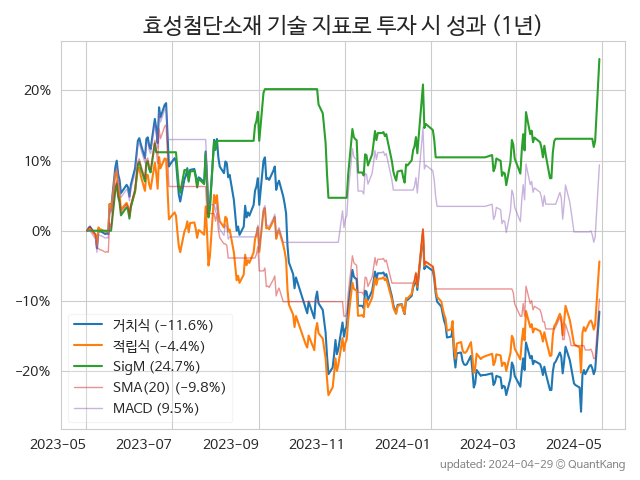 효성첨단소재 기술 지표로 투자 시 성과 (1년)
20%
10%
0%
−10%
−20%
거치식 (−11.6%)
적립식 (−4.4%)
SigM (24.7%)
SMA(20) (−9.8%)
MACD (9.5%)
2023−05 2023−07 2023−09 2023−11 2024−01 2024−03 2024−05
updated: 2024−04−29 © QuantKang